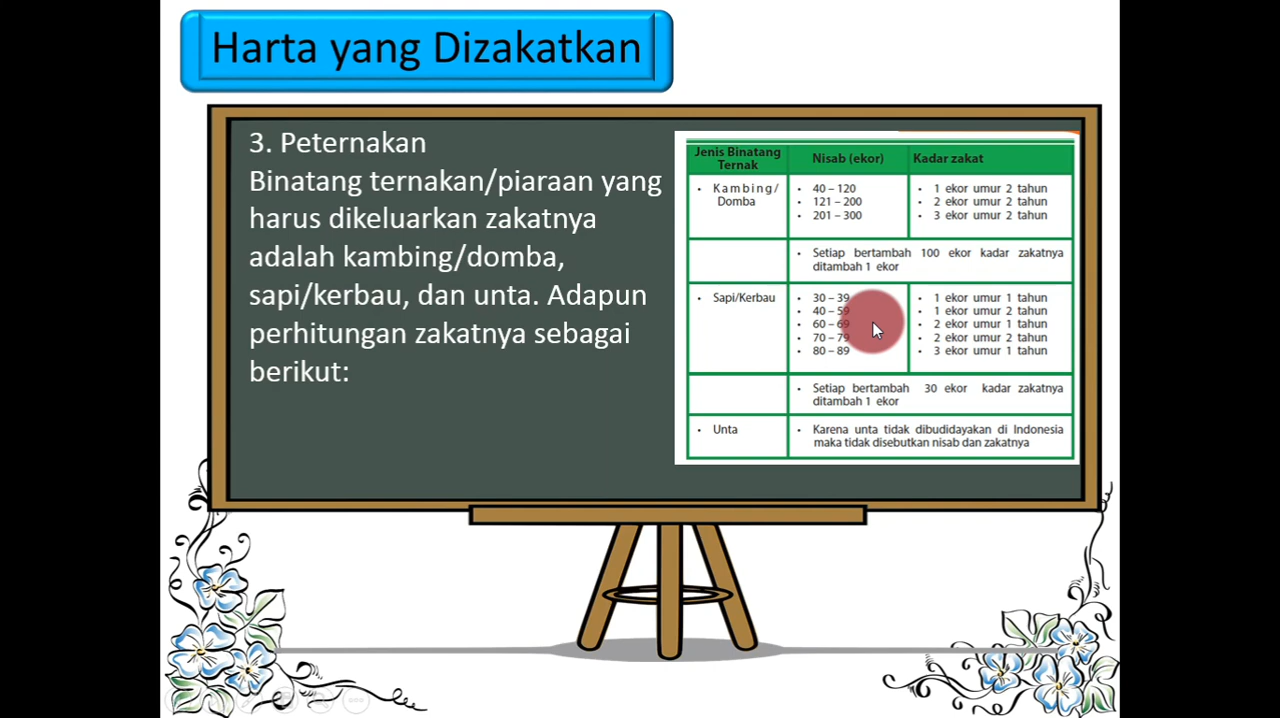 Harta yang Dizakatkan
3. Peternakan
Binatang ternakan/piaraan yang
harus dikeluarkan zakatnya
adalah kambing/domba,
sapi/kerbau, dan unta. Adapun
perhitungan zakatnya sebagai
berikut:
Jenis Binatang
Ternak
Nisab (ekor)
Kadar zakat
• Kambing/
Domba
• 40 – 120
• 121 – 200
• 201 – 300
• 1 ekor umur 2 tahun
• 2 ekor umur 2 tahun
• 3 ekor umur 2 tahun
• Setiap bertambah 100 ekor kadar zakatnya
ditambah 1 ekor
• Sapi/Kerbau
• 30 – 39
• 40 – 59
• 60 – 69
• 70 – 79
• 80 – 89
• 1 ekor umur 1 tahun
• 1 ekor umur 2 tahun
• 2 ekor umur 1 tahun
• 2 ekor umur 2 tahun
• 3 ekor umur 1 tahun
• Setiap bertambah 30 ekor kadar zakatnya
ditambah 1 ekor
• Unta
• Karena unta tidak dibudidayakan di Indonesia
maka tidak disebutkan nisab dan zakatnya